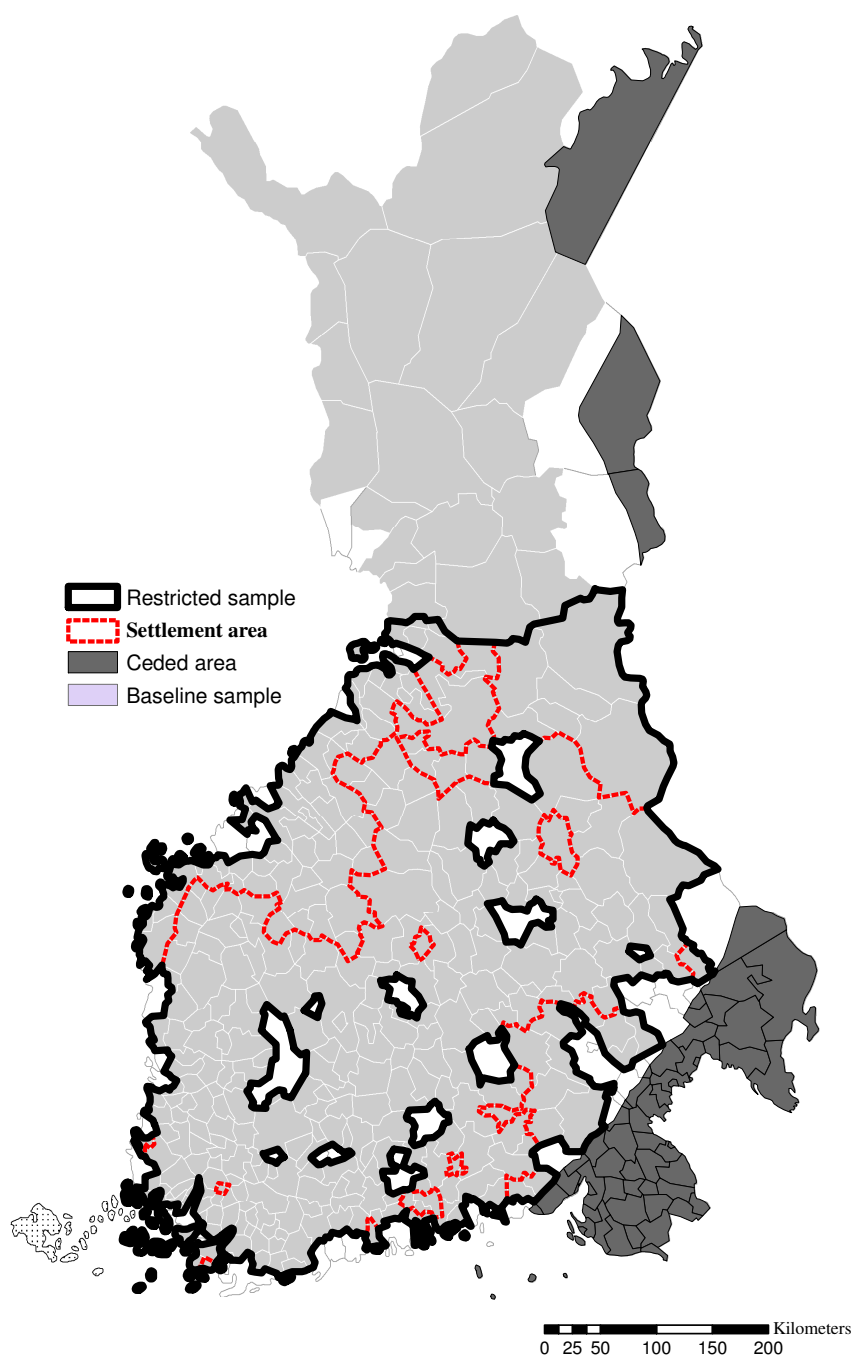 Restricted sample
Settlement area
Ceded area
Baseline sample
Kilometers
0 25 50 100 150 200